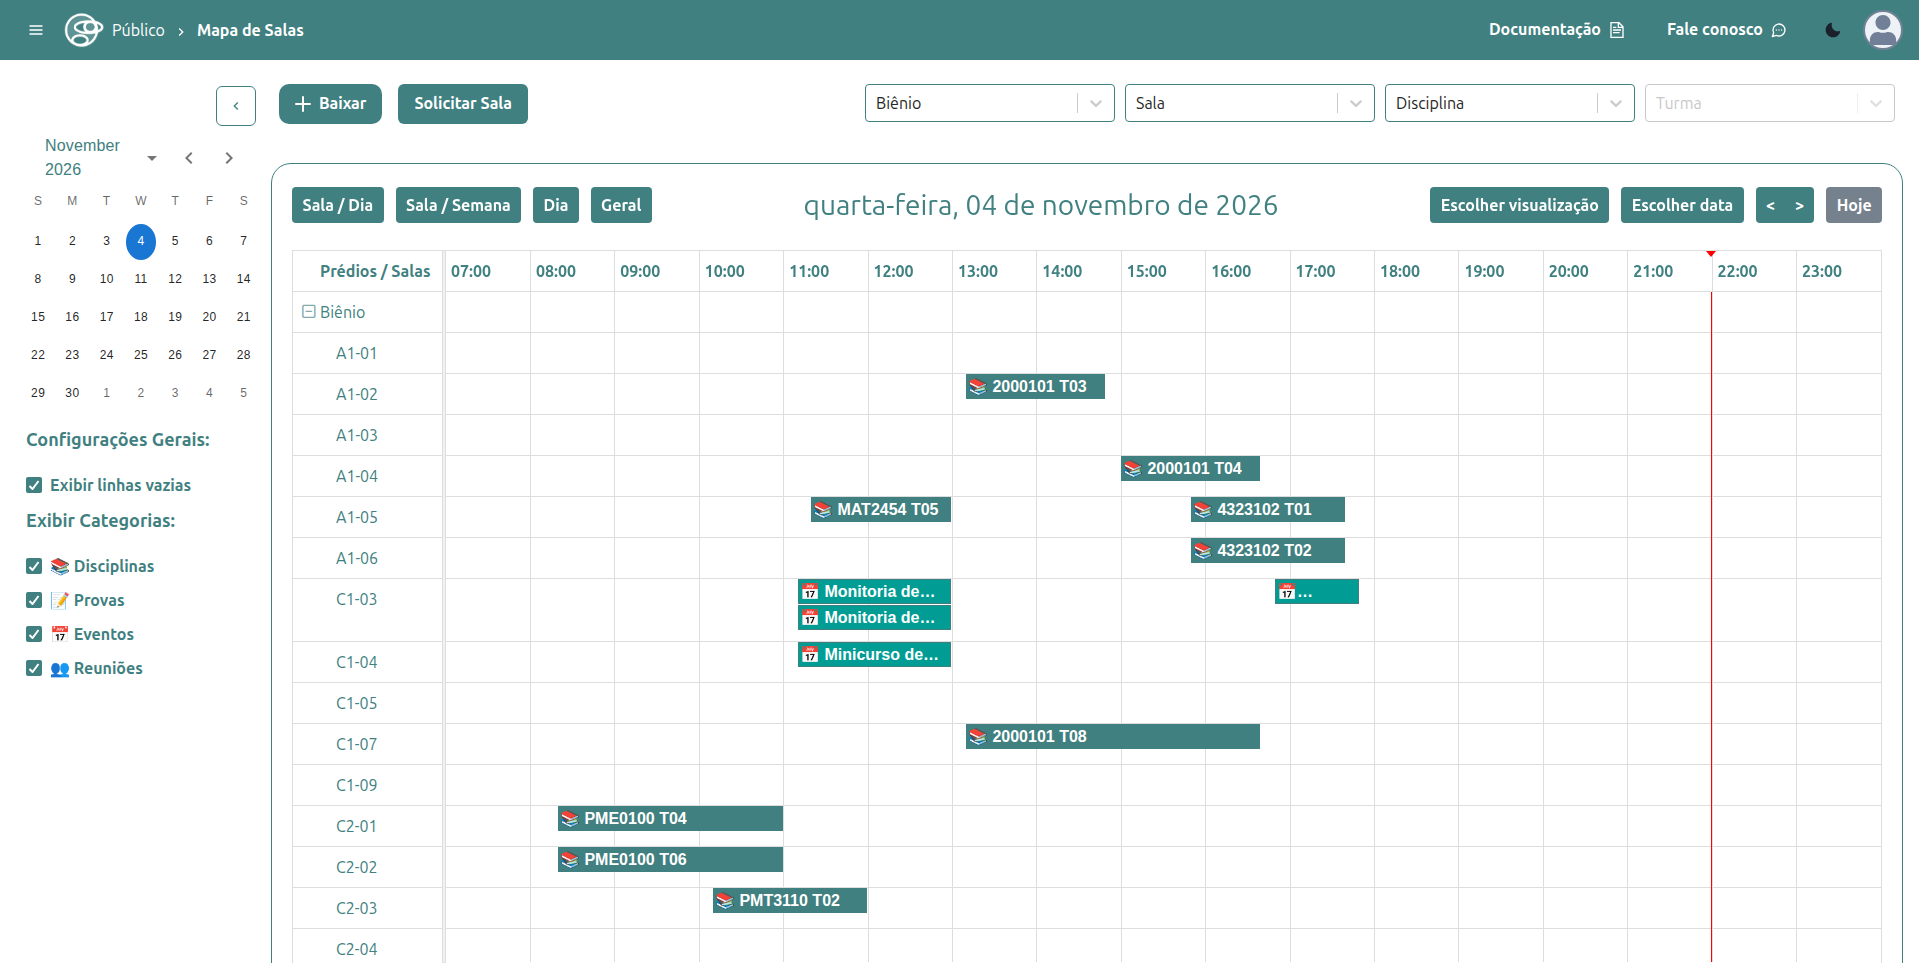 Público › Mapa de Salas
Documentação
Fale conosco
Baixar
Solicitar Sala
Biênio
Sala
Disciplina
Turma
November 2026
S M T W T F S
1 2 3 4 5 6 7
8 9 10 11 12 13 14
15 16 17 18 19 20 21
22 23 24 25 26 27 28
29 30 1 2 3 4 5
Configurações Gerais:
Exibir linhas vazias
Exibir Categorias:
Disciplinas
Provas
Eventos
Reuniões
Sala / Dia
Sala / Semana
Dia
Geral
quarta-feira, 04 de novembro de 2026
Escolher visualização
Escolher data
< >
Hoje
Prédios / Salas 07:00 08:00 09:00 10:00 11:00 12:00 13:00 14:00 15:00 16:00 17:00 18:00 19:00 20:00 21:00 22:00 23:00
Biênio
A1-01
A1-02 2000101 T03
A1-03
A1-04 2000101 T04
A1-05 MAT2454 T05 4323102 T01
A1-06 4323102 T02
C1-03 Monitoria de... ...
Monitoria de...
C1-04 Minicurso de...
C1-05
C1-07 2000101 T08
C1-09
C2-01 PME0100 T04
C2-02 PME0100 T06
C2-03 PMT3110 T02
C2-04